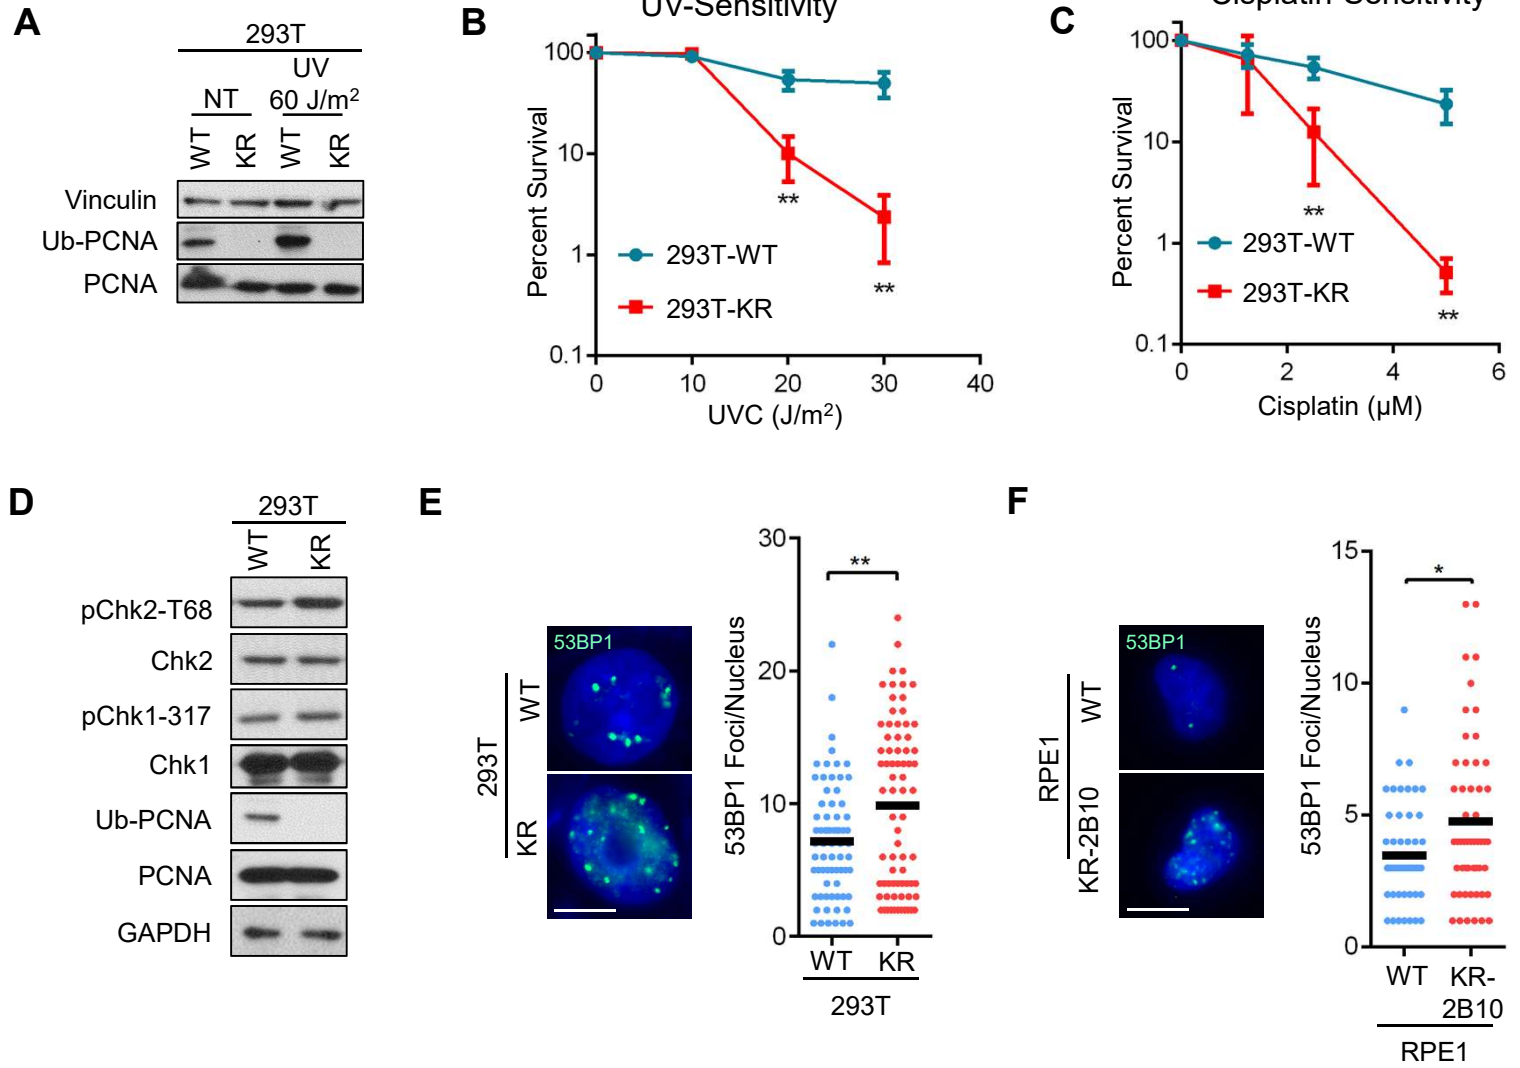 A
293T
UV
NT
60 J/m2
WT
KR
WT
KR
Vinculin
Ub-PCNA
PCNA
B
UV-Sensitivity
Percent Survival
100
10
1
0.1
293T-WT
293T-KR
**
**
0
10
20
30
40
UVC (J/m2)
C
Cisplatin-Sensitivity
Percent Survival
100
10
1
0.1
**
293T-WT
293T-KR
**
0
2
4
6
Cisplatin (µM)
D
293T
WT
KR
pChk2-T68
Chk2
pChk1-317
Chk1
Ub-PCNA
PCNA
GAPDH
E
293T
WT
KR
53BP1
53BP1 Foci/Nucleus
30
20
10
0
**
WT
KR
293T
F
RPE1
WT
KR-2B10
53BP1
53BP1 Foci/Nucleus
15
10
5
0
*
WT
KR-
2B10
RPE1